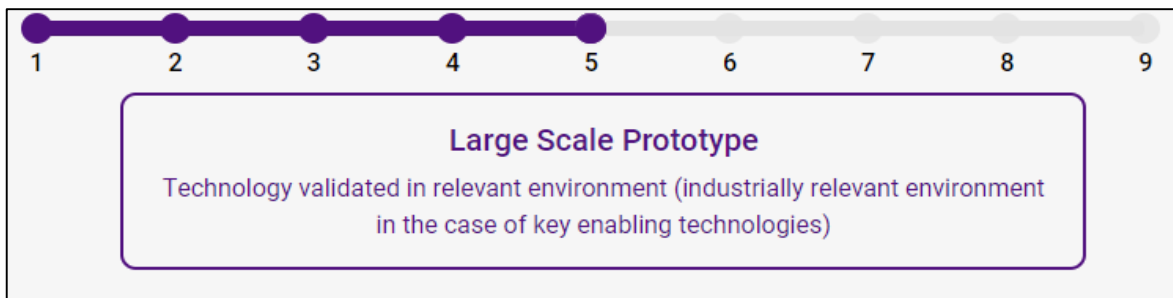 1 2 3 4 5 6 7 8 9
Large Scale Prototype
Technology validated in relevant environment (industrially relevant environment
in the case of key enabling technologies)